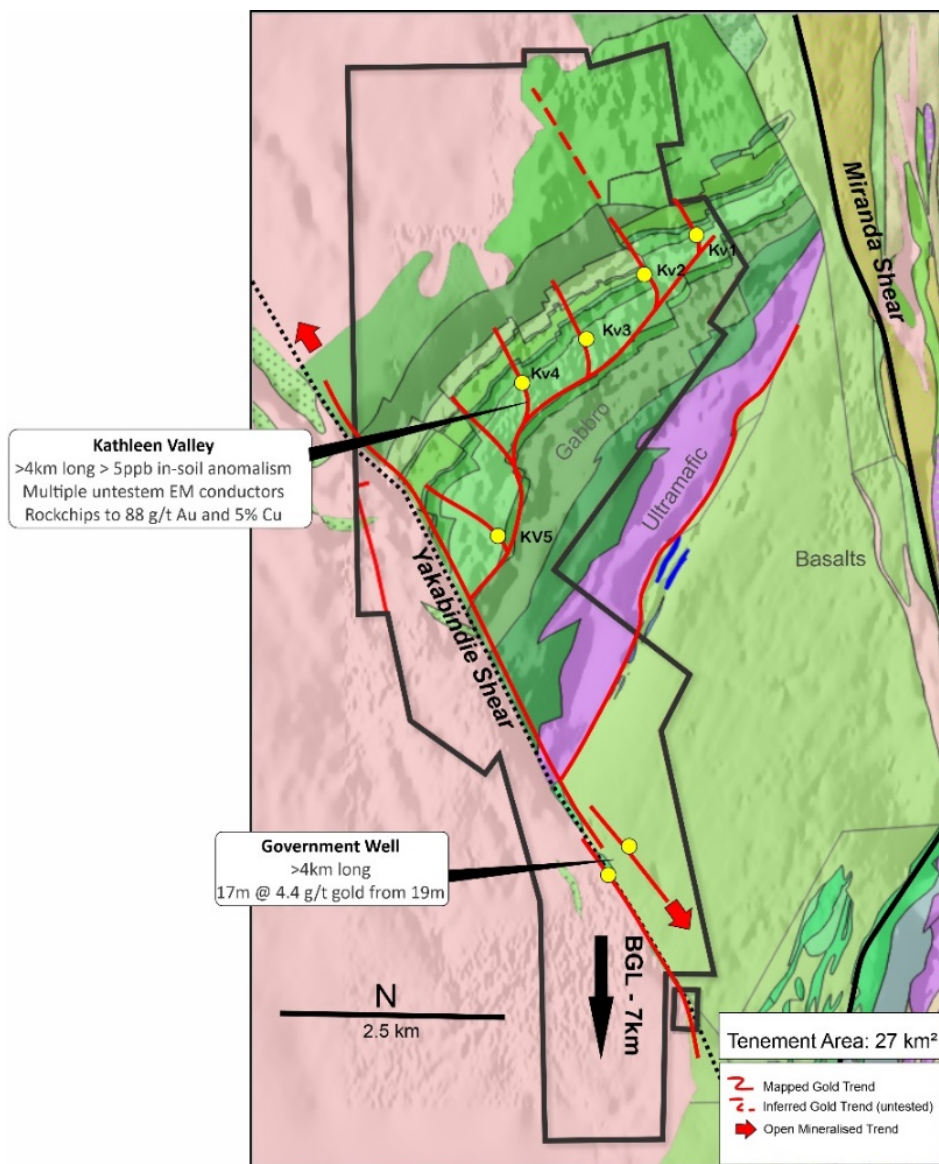 Miranda Shear
Kv1
Kv2
Kv3
Kv4
Kathleen Valley
>4km long > 5ppb in-soil anomalism
Multiple untestem EM conductors
Rockchips to 88 g/t Au and 5% Cu
Gabbro
Ultramafic
KV5
Basalts
Yakabindie Shear
Government Well
>4km long
17m @ 4.4 g/t gold from 19m
BGL - 7km
N
2.5 km
Tenement Area: 27 km²
Mapped Gold Trend
Inferred Gold Trend (untested)
Open Mineralised Trend